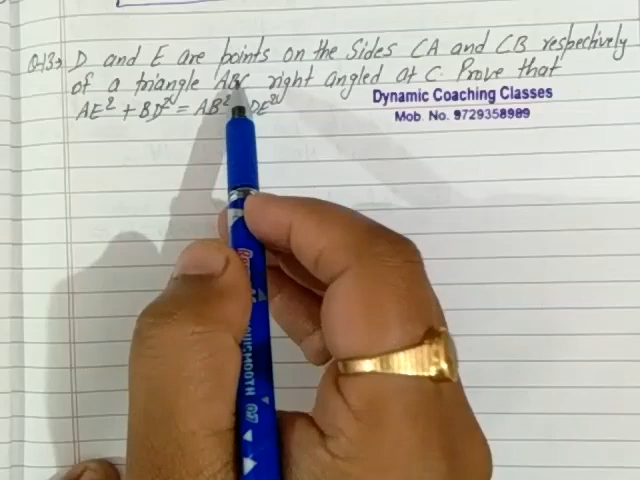 Q.13→ D and E are points on the Sides CA and CB respectively
of a triangle ABC right angled at C. Prove that
AE² + BD² = AB² DE²
Dynamic Coaching Classes
Mob. No. 9729358989